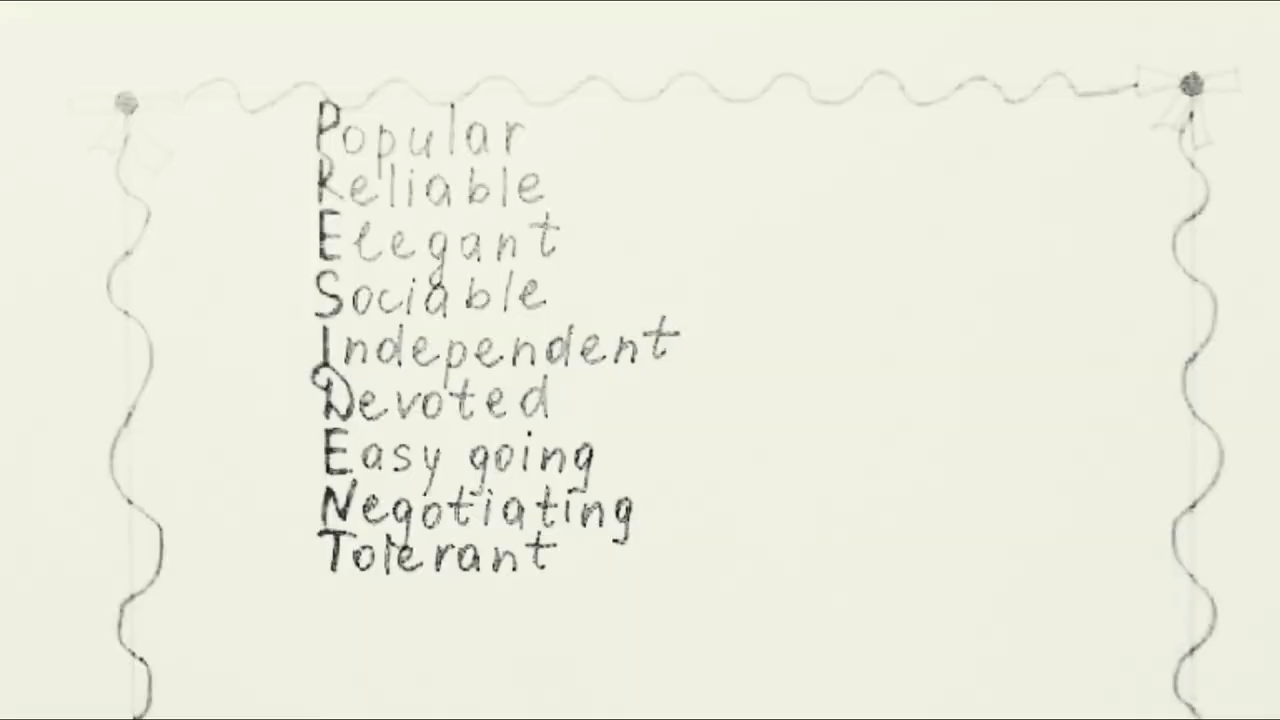 Popular
Reliable
Elegant
Sociable
Independent
Devoted
Easy going
Negotiating
Tolerant